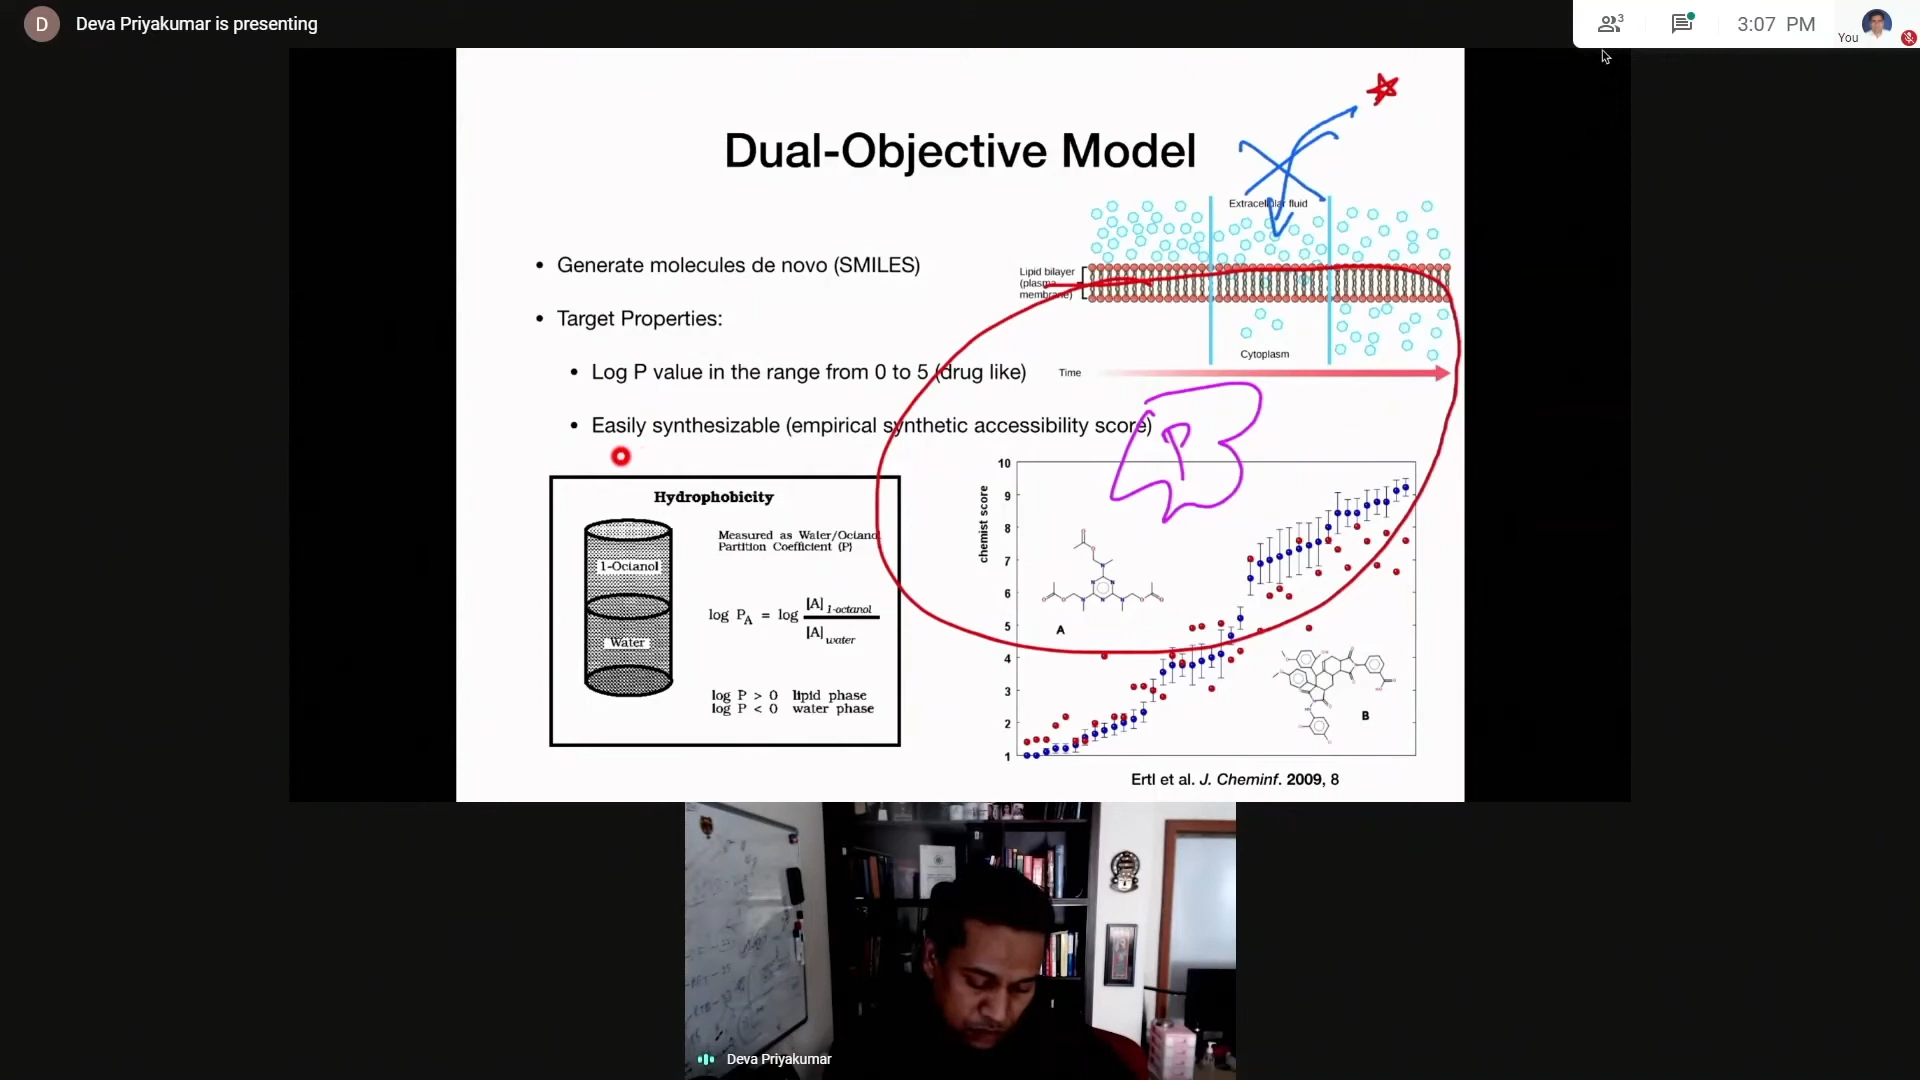 D Deva Priyakumar is presenting
3
3:07 PM
You
Dual-Objective Model
• Generate molecules de novo (SMILES)
• Target Properties:
• Log P value in the range from 0 to 5 (drug like)
• Easily synthesizable (empirical synthetic accessibility score)
Extracellular fluid
Lipid bilayer
(plasma
membrane)
Cytoplasm
Time
P
Hydrophobicity
Measured as Water/Octanol
Partition Coefficient (P)
1-Octanol
Water
log P A = log [A] 1-octanol
[A] water
log P > 0 lipid phase
log P < 0 water phase
chemist score
10
9
8
7
6
5
4
3
2
1
A
B
Ertl et al. J. Cheminf. 2009, 8
Deva Priyakumar